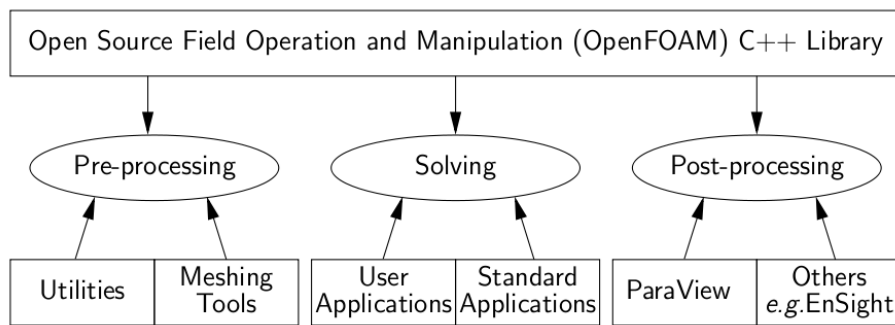 Open Source Field Operation and Manipulation (OpenFOAM) C++ Library
Pre-processing
Solving
Post-processing
Utilities
Meshing
Tools
User
Applications
Standard
Applications
ParaView
Others
e.g.EnSight